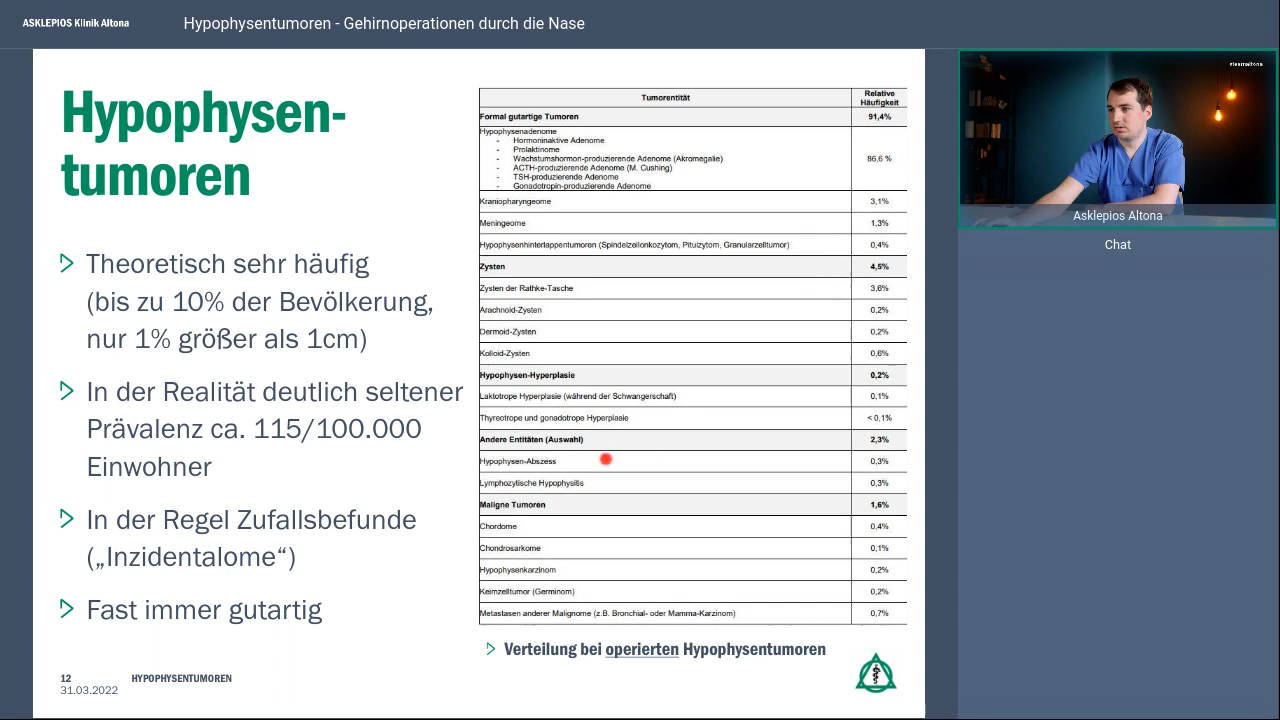 ASKLEPIOS Klinik Altona
Hypophysentumoren - Gehirnoperationen durch die Nase
Hypophysen-
tumoren
Theoretisch sehr häufig
(bis zu 10% der Bevölkerung,
nur 1% größer als 1cm)
In der Realität deutlich seltener
Prävalenz ca. 115/100.000
Einwohner
In der Regel Zufallsbefunde
(„Inzidentalome“)
Fast immer gutartig
Tumorentität Relative Häufigkeit
Formal gutartige Tumoren 91,4%
Hypophysenadenome 86,6 %
- Hormoninaktive Adenome
- Prolaktinome
- Wachstumshormon-produzierende Adenome (Akromegalie)
- ACTH-produzierende Adenome (M. Cushing)
- TSH-produzierende Adenome
- Gonadotropin-produzierende Adenome
Kraniopharyngeome 3,1%
Meningeome 1,3%
Hypophysenhinterlappentumoren (Spindelzellonkozytom, Pituizytom, Granularzelltumor) 0,4%
Zysten 4,5%
Zysten der Rathke-Tasche 3,6%
Arachnoid-Zysten 0,2%
Dermoid-Zysten 0,2%
Kolloid-Zysten 0,6%
Hypophysen-Hyperplasie 0,2%
Laktotrope Hyperplasie (während der Schwangerschaft) 0,1%
Thyreotrope und gonadotrope Hyperplasie < 0,1%
Andere Entitäten (Auswahl) 2,3%
Hypophysen-Abszess 0,3%
Lymphozytische Hypophysitis 0,3%
Maligne Tumoren 1,6%
Chordome 0,4%
Chondrosarkome 0,1%
Hypophysenkarzinom 0,2%
Keimzelltumor (Germinom) 0,2%
Metastasen anderer Malignome (z.B. Bronchial- oder Mamma-Karzinom) 0,7%
Verteilung bei operierten Hypophysentumoren
12 HYPOPHYSENTUMOREN
31.03.2022
#teamaltona
Asklepios Altona
Chat